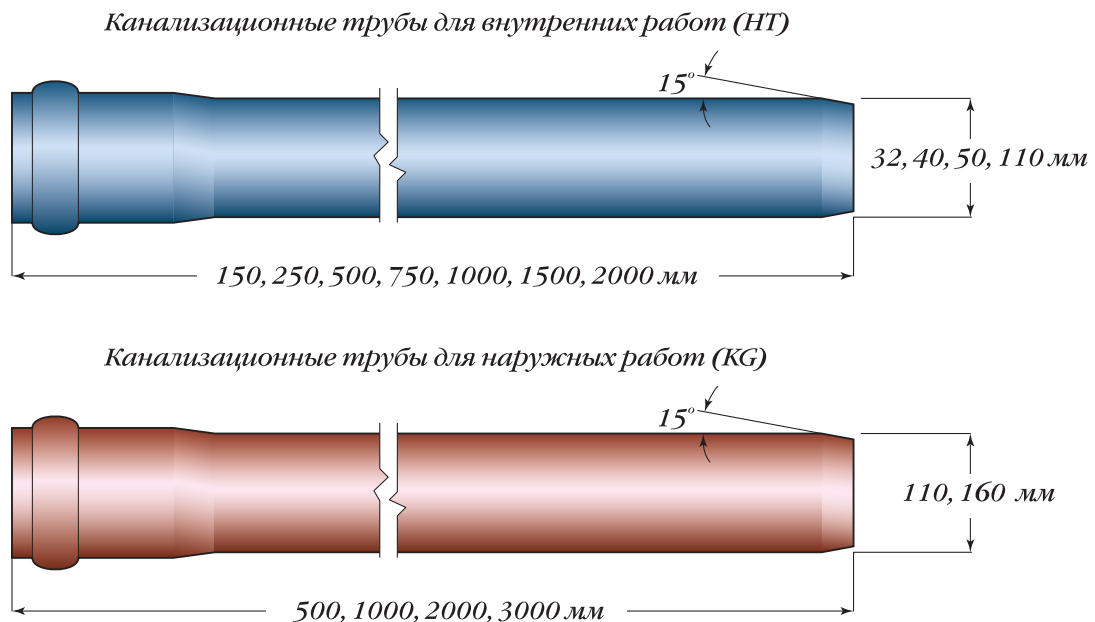 Канализационные трубы для внутренних работ (HT)
15°
32, 40, 50, 110 мм
150, 250, 500, 750, 1000, 1500, 2000 мм
Канализационные трубы для наружных работ (KG)
15°
110, 160 мм
500, 1000, 2000, 3000 мм